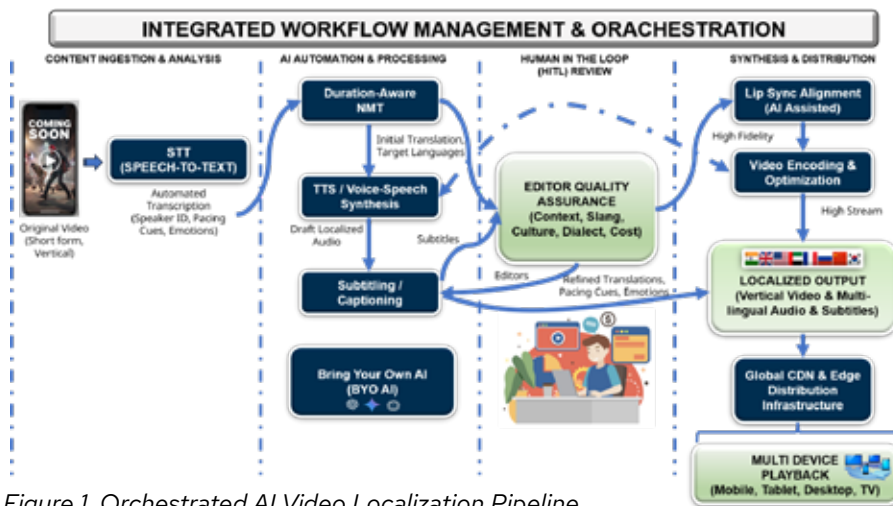 INTEGRATED WORKFLOW MANAGEMENT & ORACHESTRATION
CONTENT INGESTION & ANALYSIS
COMING
SOON
Original Video
(Short form,
Vertical)
STT
(SPEECH-TO-TEXT)
Automated
Transcription
(Speaker ID, Pacing
Cues, Emotions)
AI AUTOMATION & PROCESSING
Duration-Aware
NMT
Initial Translation,
Target Languages
TTS / Voice-Speech
Synthesis
Draft Localized
Audio
Subtitles
Subtitling /
Captioning
Bring Your Own AI
(BYO AI)
HUMAN IN THE LOOP
(HITL) REVIEW
EDITOR QUALITY
ASSURANCE
(Context, Slang,
Culture, Dialect, Cost)
Editors
Refined Translations,
Pacing Cues, Emotions
SYNTHESIS & DISTRIBUTION
Lip Sync Alignment
(AI Assisted)
High Fidelity
Video Encoding &
Optimization
High Stream
LOCALIZED OUTPUT
(Vertical Video & Multi-
lingual Audio & Subtitles)
Global CDN & Edge
Distribution
Infrastructure
MULTI DEVICE
PLAYBACK
(Mobile, Tablet, Desktop, TV)
Figure 1. Orchestrated AI Video Localization Pipeline